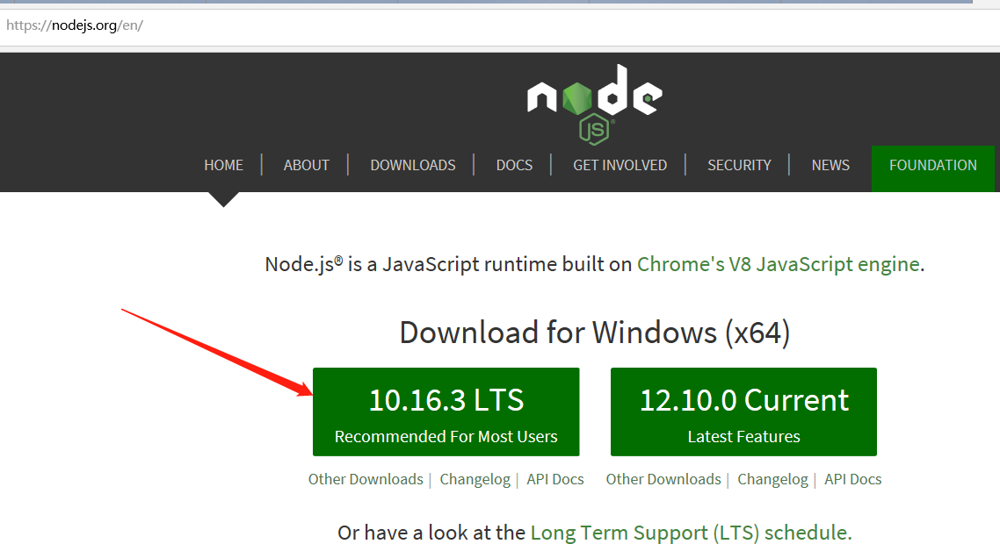 https://nodejs.org/en/
node
JS
HOME | ABOUT | DOWNLOADS | DOCS | GET INVOLVED | SECURITY | NEWS FOUNDATION
Node.js® is a JavaScript runtime built on Chrome's V8 JavaScript engine.
Download for Windows (x64)
10.16.3 LTS
Recommended For Most Users
12.10.0 Current
Latest Features
Other Downloads | Changelog | API Docs
Other Downloads | Changelog | API Docs
Or have a look at the Long Term Support (LTS) schedule.